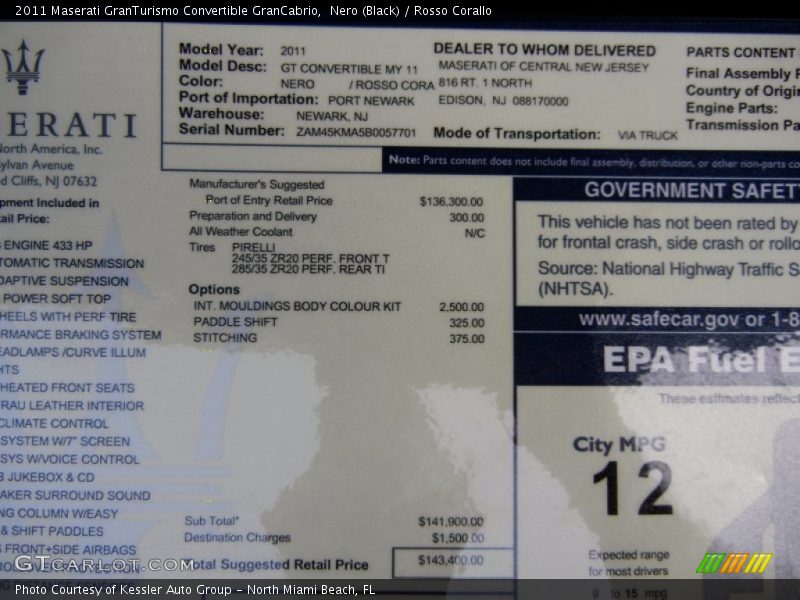 2011 Maserati GranTurismo Convertible GranCabrio, Nero (Black) / Rosso Corallo
Model Year: 2011
Model Desc: GT CONVERTIBLE MY 11
Color: NERO / ROSSO CORA
Port of Importation: PORT NEWARK
Warehouse: NEWARK, NJ
Serial Number: ZAM45KMA5B0057701
DEALER TO WHOM DELIVERED
MASERATI OF CENTRAL NEW JERSEY
816 RT. 1 NORTH
EDISON, NJ 088170000
Mode of Transportation: VIA TRUCK
PARTS CONTENT
Final Assembly P
Country of Origin
Engine Parts:
Transmission Pa
ERATI
North America, Inc.
Sylvan Avenue
d Cliffs, NJ 07632
pment Included in
tail Price:
ENGINE 433 HP
TOMATIC TRANSMISSION
DAPTIVE SUSPENSION
POWER SOFT TOP
HEELS WITH PERF TIRE
RMANCE BRAKING SYSTEM
EADLAMPS /CURVE ILLUM
HTS
HEATED FRONT SEATS
FRAU LEATHER INTERIOR
CLIMATE CONTROL
SYSTEM W/7" SCREEN
SYS W/VOICE CONTROL
B JUKEBOX & CD
AKER SURROUND SOUND
NG COLUMN W/EASY
& SHIFT PADDLES
FRONT+SIDE AIRBAGS
Note: Parts content does not include final assembly, distribution, or other non-parts co
Manufacturer's Suggested
Port of Entry Retail Price $136,300.00
Preparation and Delivery 300.00
All Weather Coolant N/C
Tires PIRELLI
245/35 ZR20 PERF. FRONT T
285/35 ZR20 PERF. REAR TI
Options
INT. MOULDINGS BODY COLOUR KIT 2,500.00
PADDLE SHIFT 325.00
STITCHING 375.00
Sub Total* $141,900.00
Destination Charges $1,500.00
Total Suggested Retail Price $143,400.00
GOVERNMENT SAFET
This vehicle has not been rated by
for frontal crash, side crash or rollo
Source: National Highway Traffic S
(NHTSA).
www.safecar.gov or 1-8
EPA Fuel E
These estimates reflect
City MPG
12
Expected range
for most drivers
9 to 15 mpg
GTcarlot.com
Photo Courtesy of Kessler Auto Group – North Miami Beach, FL